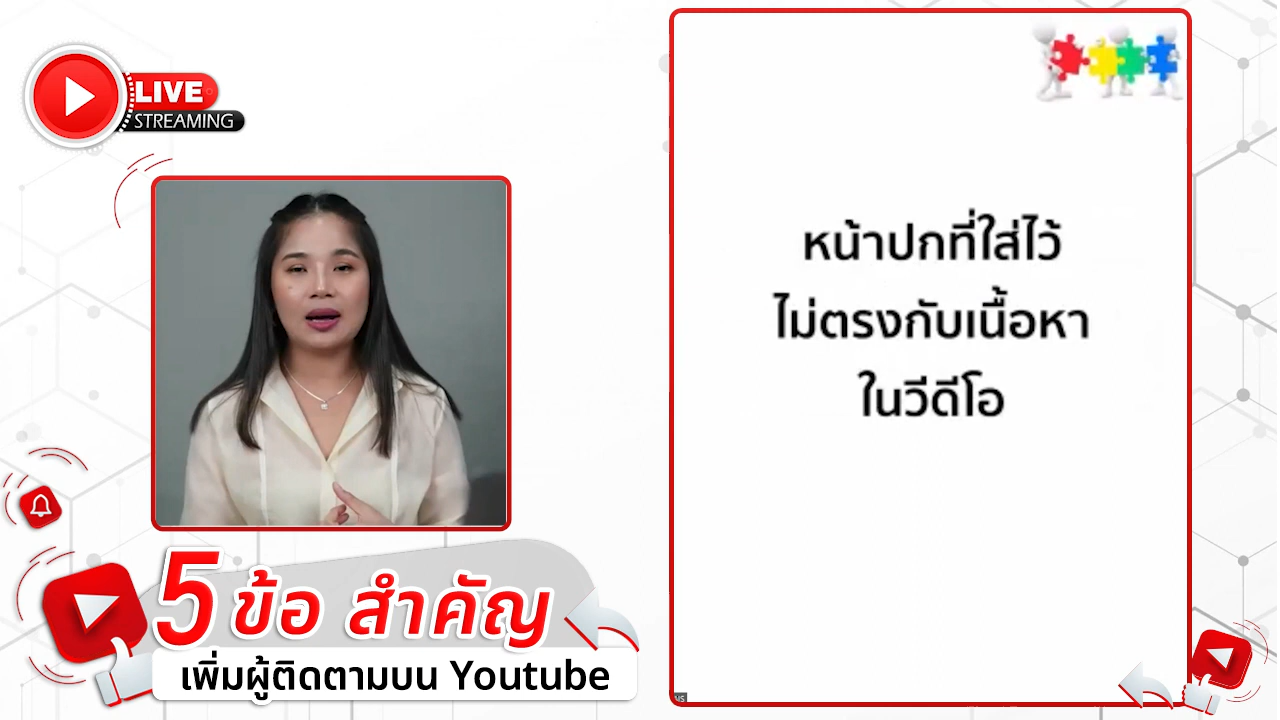 LIVE
STREAMING
หน้าปกที่ใส่ไว้
ไม่ตรงกับเนื้อหา
ในวีดีโอ
5 ข้อ สำคัญ
เพิ่มผู้ติดตามบน Youtube